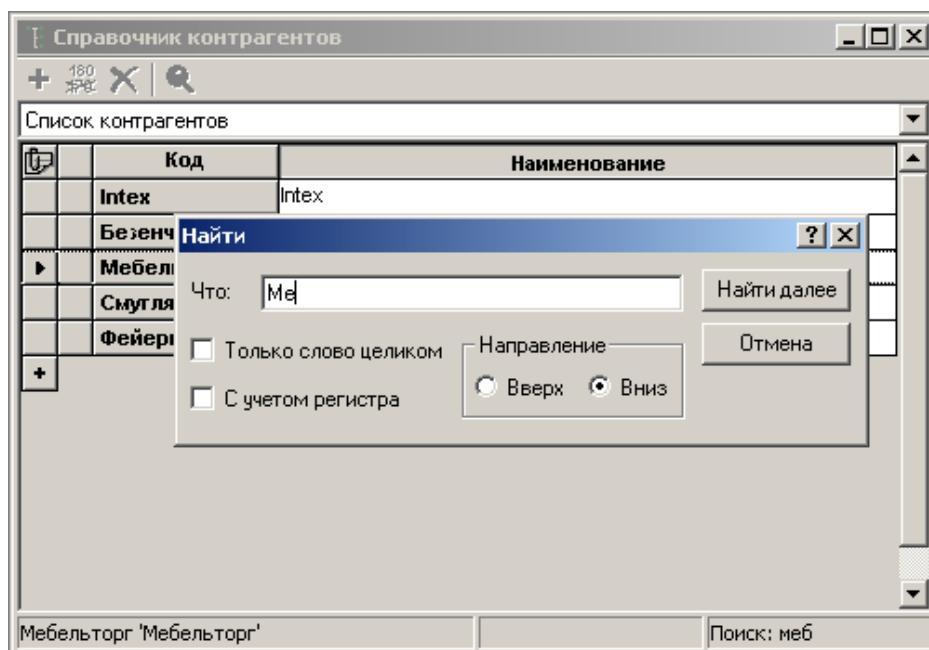 Справочник контрагентов
Список контрагентов
Код Наименование
Intex Intex
Безенч
Мебел
Смугля
Фейер
Найти
Что: Ме Найти далее
Только слово целиком
Направление
Отмена
С учетом регистра
Вверх Вниз
Мебельторг 'Мебельторг' Поиск: меб